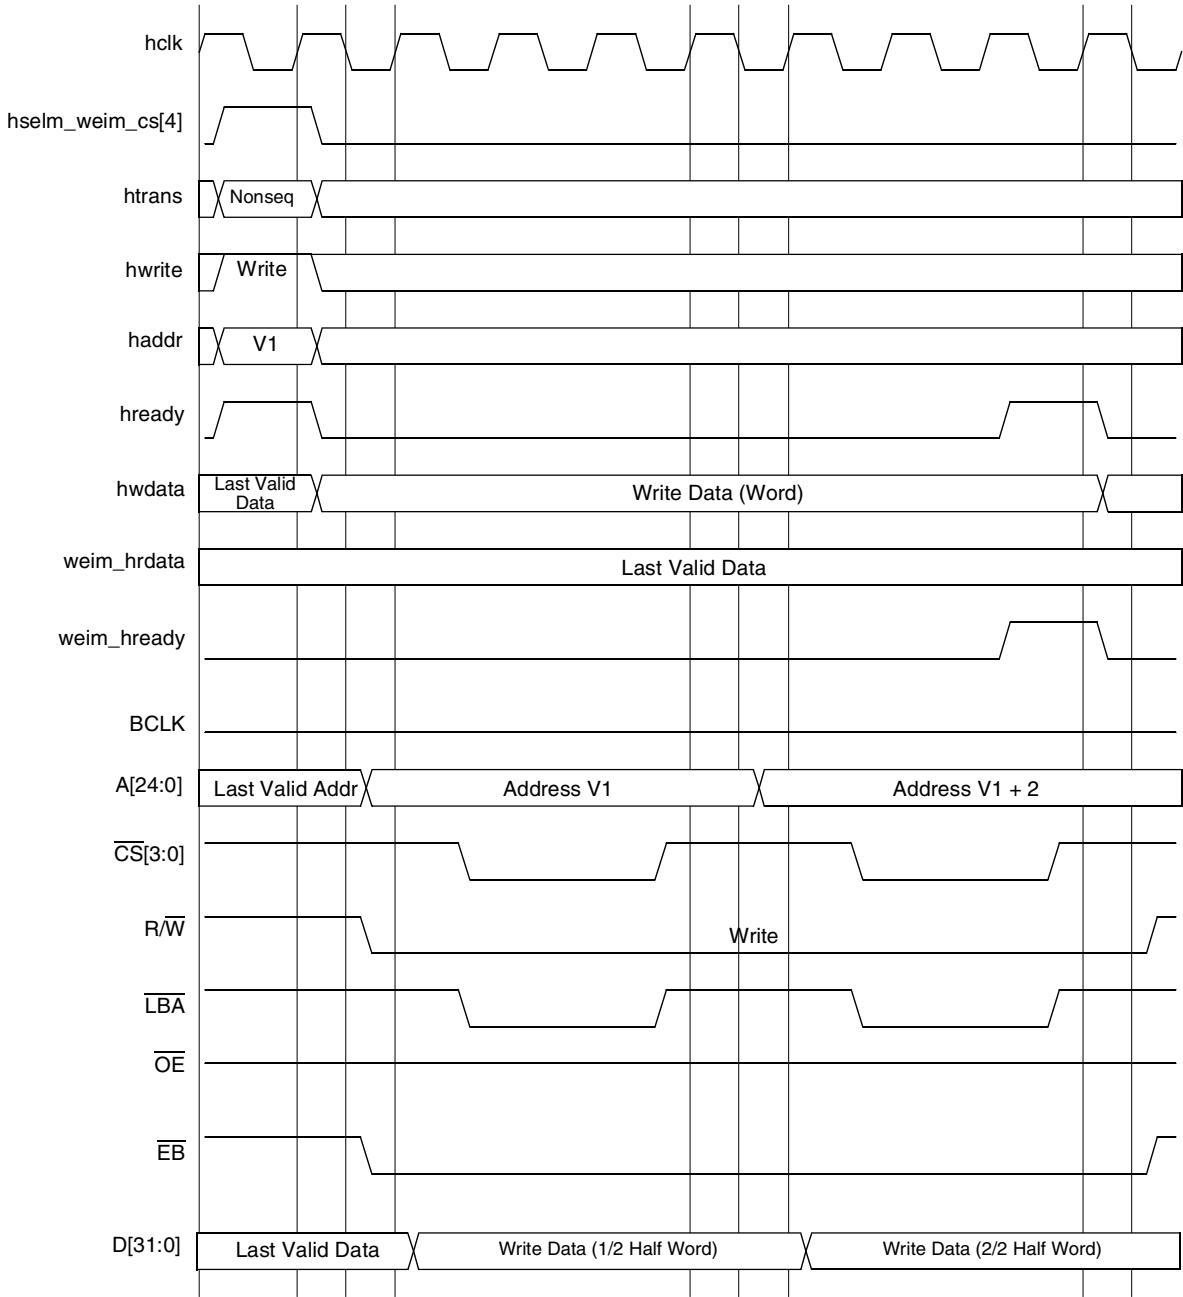 hclk
hselm_weim_cs[4]
htrans
Nonseq
hwrite
Write
haddr
V1
hready
hwdata
Last Valid
Data
Write Data (Word)
weim_hrdata
Last Valid Data
weim_hready
BCLK
A[24:0]
Last Valid Addr
Address V1
Address V1 + 2
CS[3:0]
R/W
Write
LBA
OE
EB
D[31:0]
Last Valid Data
Write Data (1/2 Half Word)
Write Data (2/2 Half Word)